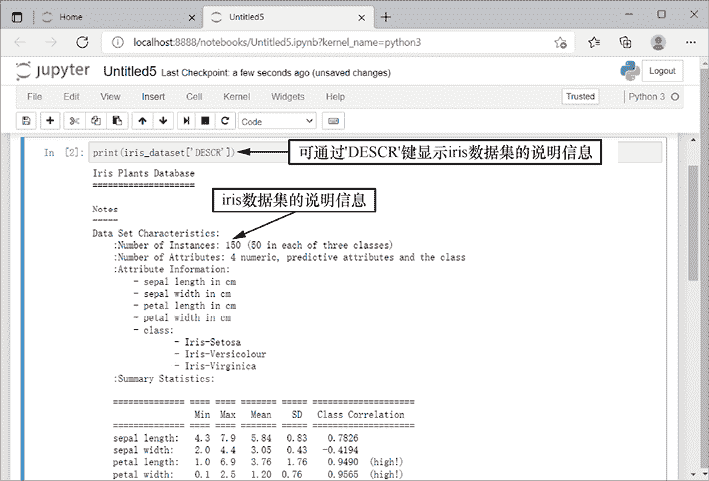 Home
Untitled5
localhost:8888/notebooks/Untitled5.ipynb?kernel_name=python3
jupyter Untitled5 Last Checkpoint: a few seconds ago (unsaved changes) Logout
File Edit View Insert Cell Kernel Widgets Help Trusted Python 3
Code
In [2]: print(iris_dataset['DESCR']) 可通过'DESCR'键显示iris数据集的说明信息
Iris Plants Database
====================
iris数据集的说明信息
Notes
-----
Data Set Characteristics:
:Number of Instances: 150 (50 in each of three classes)
:Number of Attributes: 4 numeric, predictive attributes and the class
:Attribute Information:
- sepal length in cm
- sepal width in cm
- petal length in cm
- petal width in cm
- class:
- Iris-Setosa
- Iris-Versicolour
- Iris-Virginica
:Summary Statistics:
============== ==== ==== ======= ===== ====================
Min Max Mean SD Class Correlation
============== ==== ==== ======= ===== ====================
sepal length: 4.3 7.9 5.84 0.83 0.7826
sepal width: 2.0 4.4 3.05 0.43 -0.4194
petal length: 1.0 6.9 3.76 1.76 0.9490 (high!)
petal width: 0.1 2.5 1.20 0.76 0.9565 (high!)